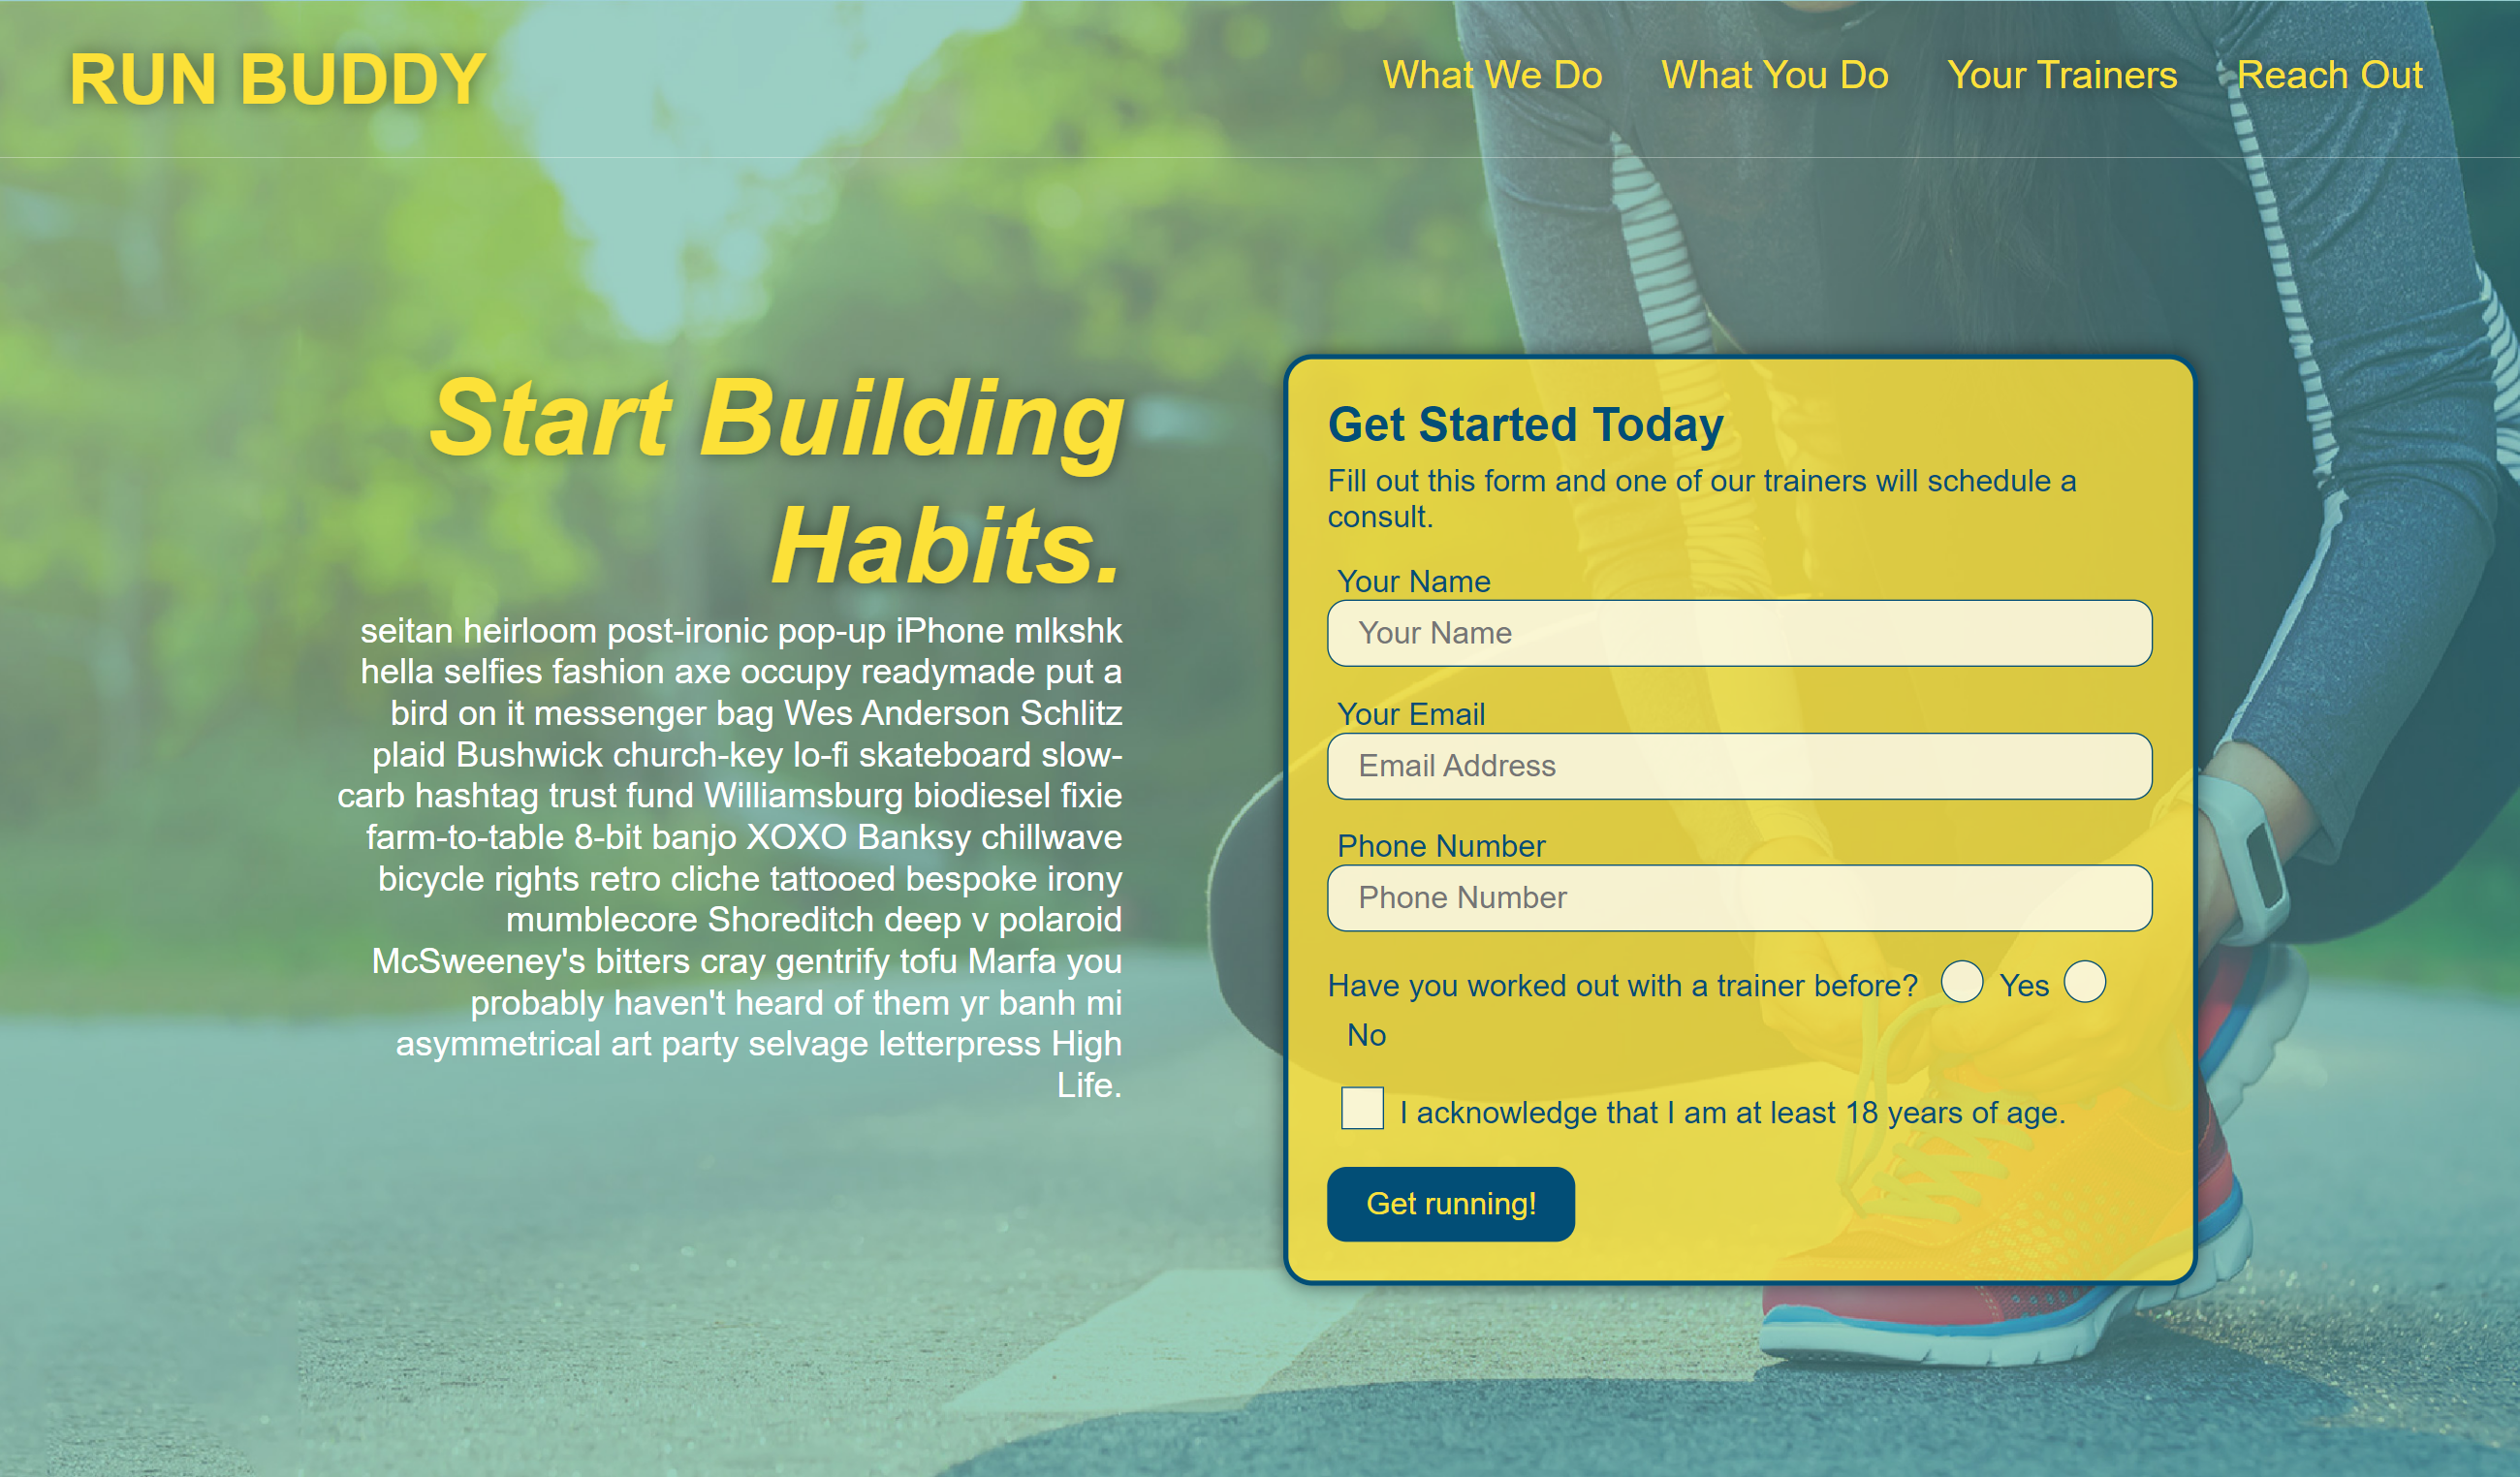 RUN BUDDY
What We Do What You Do Your Trainers Reach Out
Start Building
Habits.
seitan heirloom post-ironic pop-up iPhone mlkshk
hella selfies fashion axe occupy readymade put a
bird on it messenger bag Wes Anderson Schlitz
plaid Bushwick church-key lo-fi skateboard slow-
carb hashtag trust fund Williamsburg biodiesel fixie
farm-to-table 8-bit banjo XOXO Banksy chillwave
bicycle rights retro cliche tattooed bespoke irony
mumblecore Shoreditch deep v polaroid
McSweeney's bitters cray gentrify tofu Marfa you
probably haven't heard of them yr banh mi
asymmetrical art party selvage letterpress High
Life.
Get Started Today
Fill out this form and one of our trainers will schedule a
consult.
Your Name
Your Name
Your Email
Email Address
Phone Number
Phone Number
Have you worked out with a trainer before? Yes
No
I acknowledge that I am at least 18 years of age.
Get running!